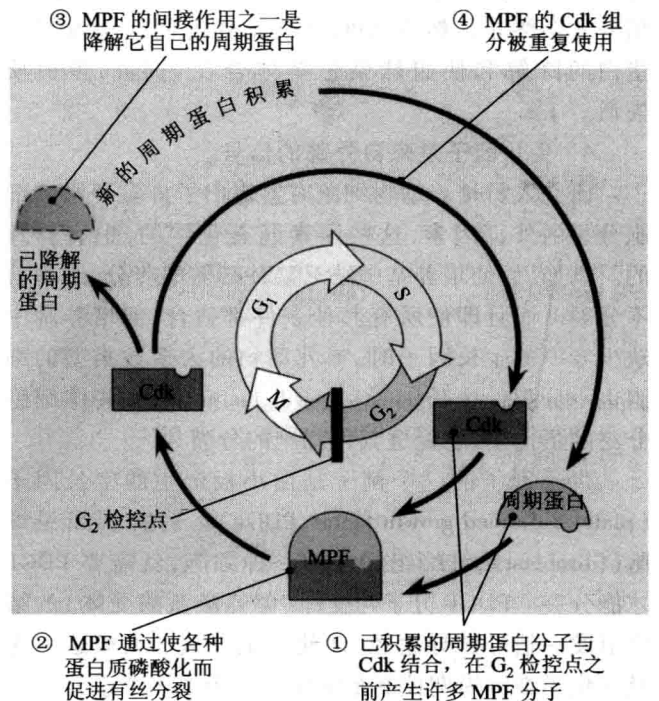 ③ MPF 的间接作用之一是
降解它自己的周期蛋白
④ MPF 的 Cdk 组
分被重复使用
新的周期蛋白积累
已降解
的周期
蛋白
G₁
S
G₂
M
Cdk
Cdk
G₂ 检控点
周期蛋白
MPF
② MPF 通过使各种
蛋白质磷酸化而
促进有丝分裂
① 已积累的周期蛋白分子与
Cdk 结合，在 G₂ 检控点之
前产生许多 MPF 分子